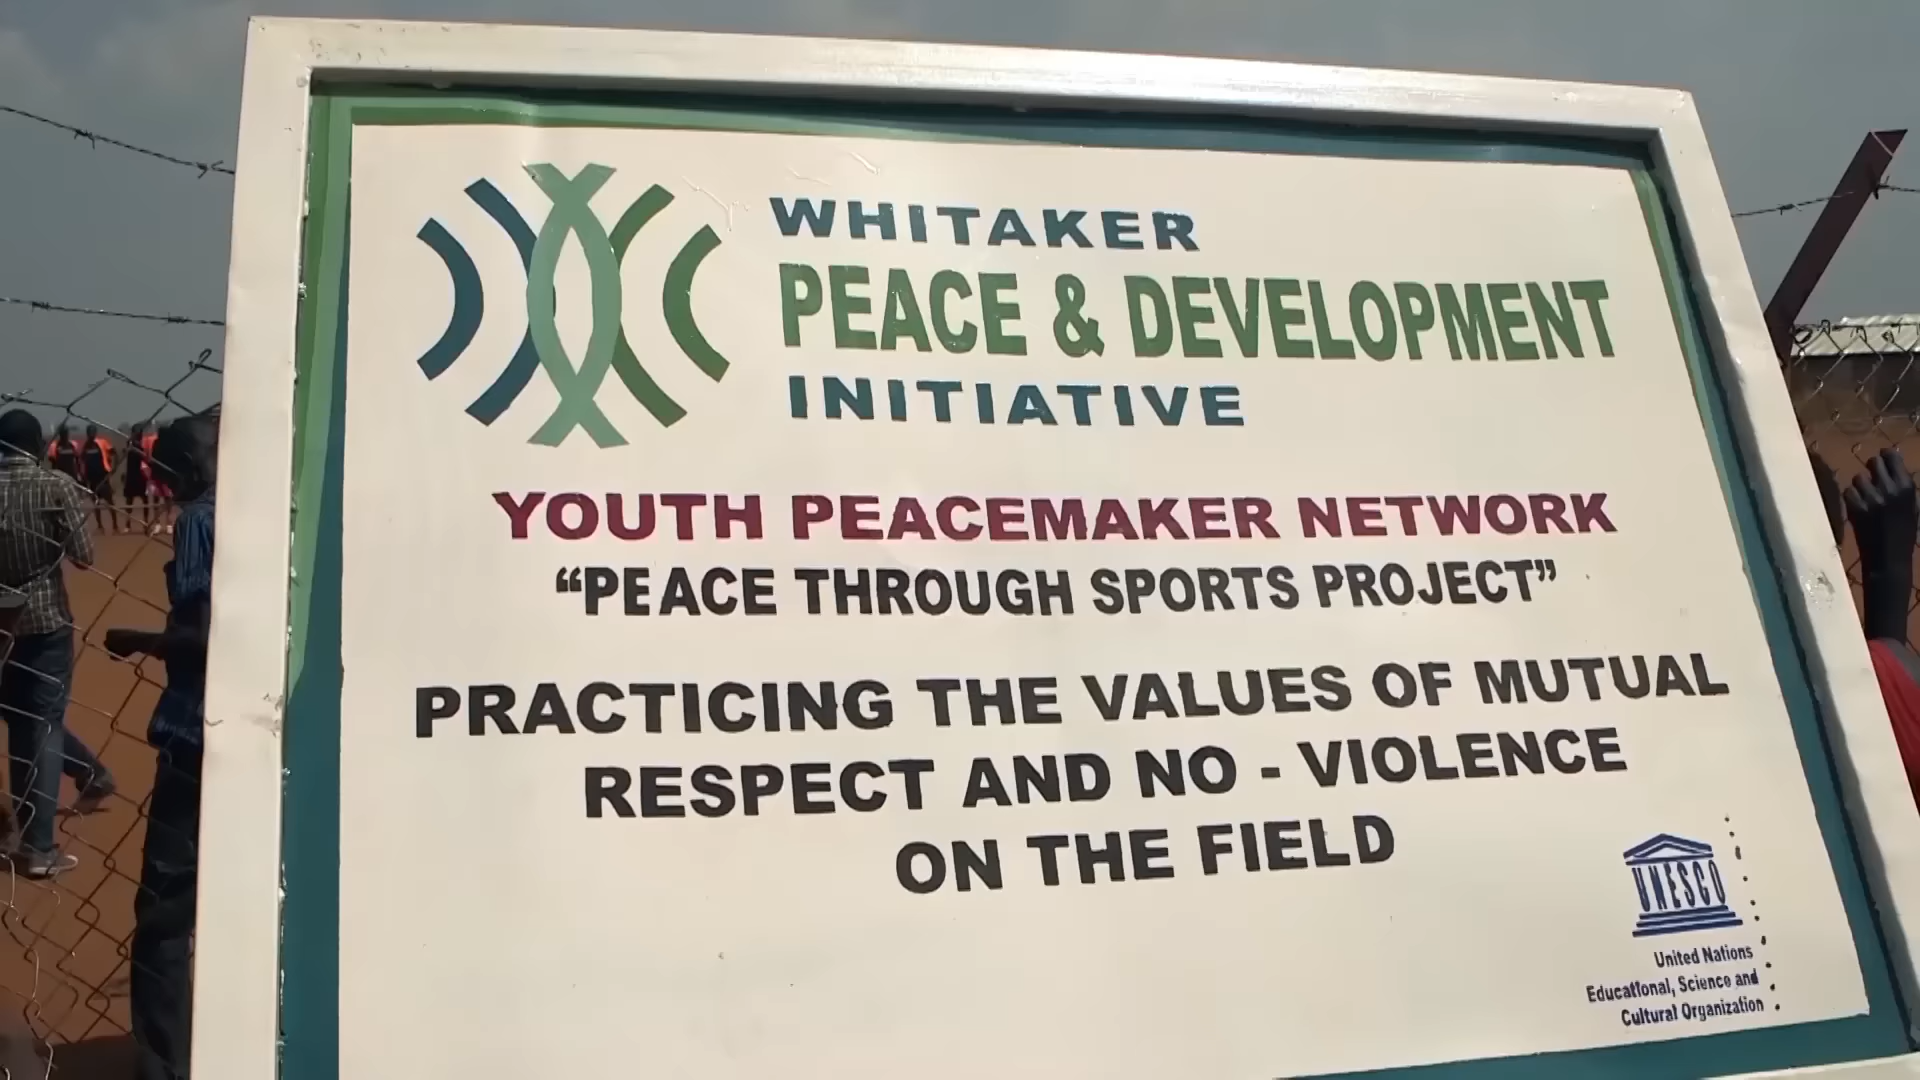 WHITAKER
PEACE & DEVELOPMENT
INITIATIVE
YOUTH PEACEMAKER NETWORK
“PEACE THROUGH SPORTS PROJECT”
PRACTICING THE VALUES OF MUTUAL
RESPECT AND NO - VIOLENCE
ON THE FIELD
UNESCO
United Nations
Educational, Science and
Cultural Organization